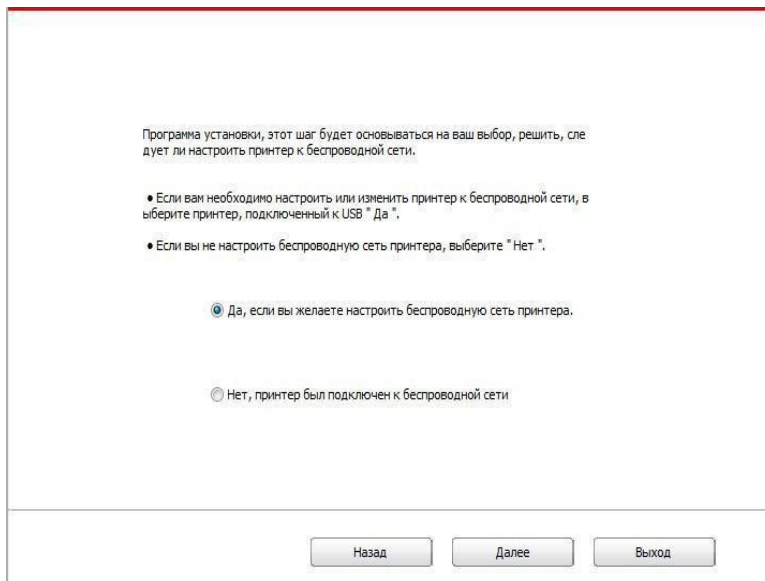 Программа установки, этот шаг будет основываться на ваш выбор, решить, сле
дует ли настроить принтер к беспроводной сети.
• Если вам необходимо настроить или изменить принтер к беспроводной сети, в
ыберите принтер, подключенный к USB " Да ".
• Если вы не настроить беспроводную сеть принтера, выберите " Нет ".
Да, если вы желаете настроить беспроводную сеть принтера.
Нет, принтер был подключен к беспроводной сети
Назад Далее Выход